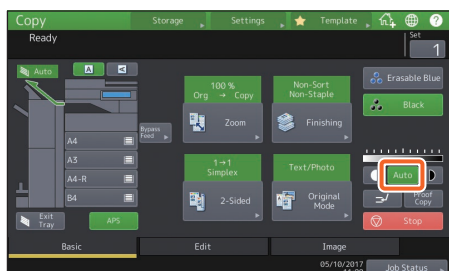 Copy
Storage
Settings
Template
?
Ready
Set
1
Auto
A
Erasable Blue
Black
100 %
Org → Copy
Non-Sort
Non-Staple
Zoom
Finishing
Bypass
Feed
A4
A3
A4-R
B4
1→1
Simplex
Text/Photo
Auto
2-Sided
Original
Mode
Proof
Copy
Exit
Tray
APS
Stop
Basic
Edit
Image
05/10/2017
Job Status